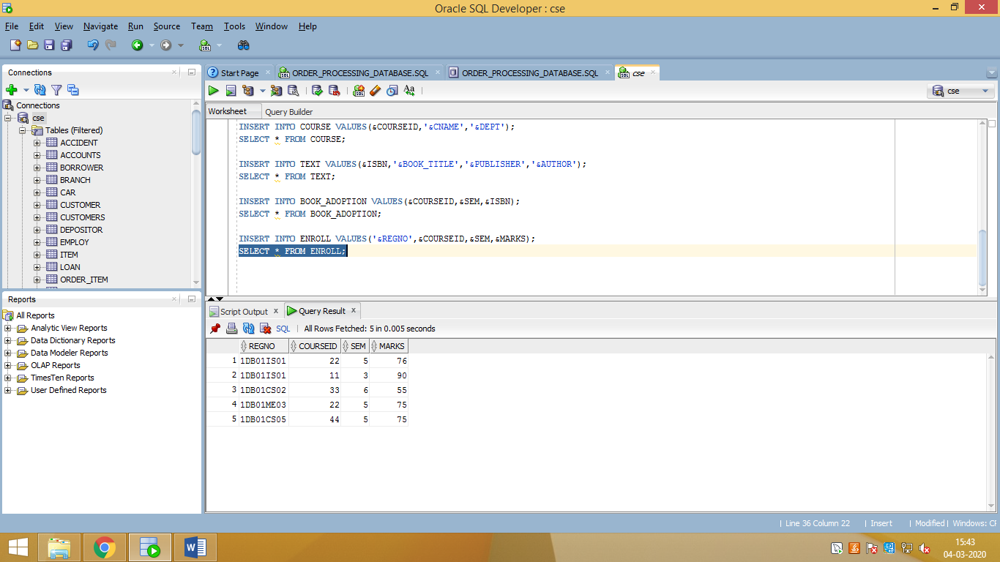 Oracle SQL Developer : cse
File Edit View Navigate Run Source Team Tools Window Help
Connections
Connections
cse
Tables (Filtered)
ACCIDENT
ACCOUNTS
BORROWER
BRANCH
CAR
CUSTOMER
CUSTOMERS
DEPOSITOR
EMPLOY
ITEM
LOAN
ORDER_ITEM
Reports
All Reports
Analytic View Reports
Data Dictionary Reports
Data Modeler Reports
OLAP Reports
TimesTen Reports
User Defined Reports
Start Page ORDER_PROCESSING_DATABASE.SQL ORDER_PROCESSING_DATABASE.SQL cse
cse
Worksheet Query Builder
INSERT INTO COURSE VALUES(&COURSEID,'&CNAME','&DEPT');
SELECT * FROM COURSE;
INSERT INTO TEXT VALUES(&ISBN,'&BOOK_TITLE','&PUBLISHER','&AUTHOR');
SELECT * FROM TEXT;
INSERT INTO BOOK_ADOPTION VALUES(&COURSEID,&SEM,&ISBN);
SELECT * FROM BOOK_ADOPTION;
INSERT INTO ENROLL VALUES('&REGNO',&COURSEID,&SEM,&MARKS);
SELECT * FROM ENROLL;
Script Output x Query Result x
SQL | All Rows Fetched: 5 in 0.005 seconds
REGNO COURSEID SEM MARKS
1 1DB01IS01 22 5 76
2 1DB01IS01 11 3 90
3 1DB01CS02 33 6 55
4 1DB01ME03 22 5 75
5 1DB01CS05 44 5 75
| Line 36 Column 22 | Insert | Modified | Windows: CF
15:43
04-03-2020